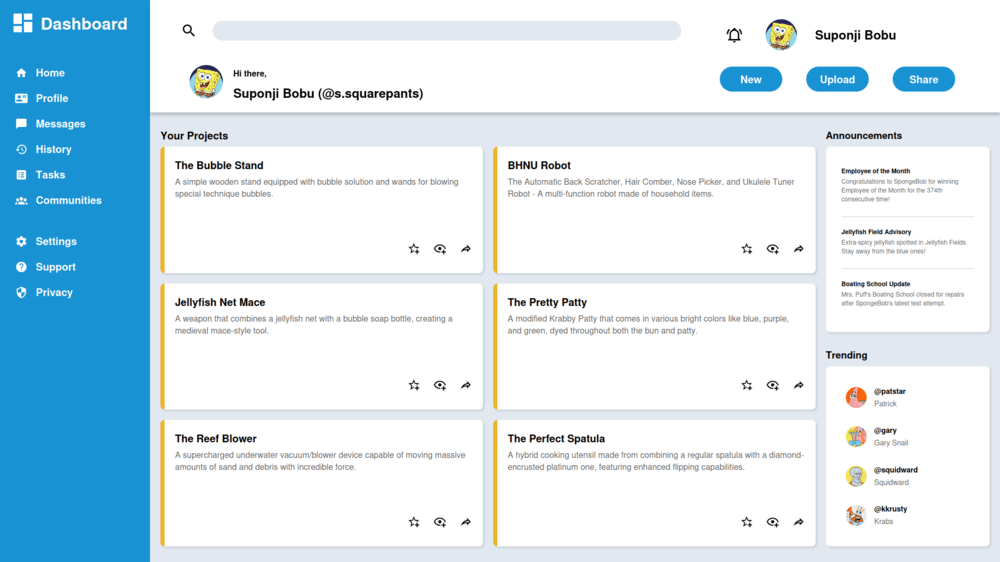 Dashboard
Home
Profile
Messages
History
Tasks
Communities
Settings
Support
Privacy
Suponji Bobu
Hi there,
Suponji Bobu (@s.squarepants)
New
Upload
Share
Your Projects
The Bubble Stand
A simple wooden stand equipped with bubble solution and wands for blowing
special technique bubbles.
BHNU Robot
The Automatic Back Scratcher, Hair Comber, Nose Picker, and Ukulele Tuner
Robot - A multi-function robot made of household items.
Jellyfish Net Mace
A weapon that combines a jellyfish net with a bubble soap bottle, creating a
medieval mace-style tool.
The Pretty Patty
A modified Krabby Patty that comes in various bright colors like blue, purple,
and green, dyed throughout both the bun and patty.
The Reef Blower
A supercharged underwater vacuum/blower device capable of moving massive
amounts of sand and debris with incredible force.
The Perfect Spatula
A hybrid cooking utensil made from combining a regular spatula with a diamond-
encrusted platinum one, featuring enhanced flipping capabilities.
Announcements
Employee of the Month
Congratulations to SpongeBob for winning
Employee of the Month for the 374th
consecutive time!
Jellyfish Field Advisory
Extra-spicy jellyfish spotted in Jellyfish Fields.
Stay away from the blue ones!
Boating School Update
Mrs. Puff's Boating School closed for repairs
after SpongeBob's latest test attempt.
Trending
@patstar
Patrick
@gary
Gary Snail
@squidward
Squidward
@kkrusty
Krabs